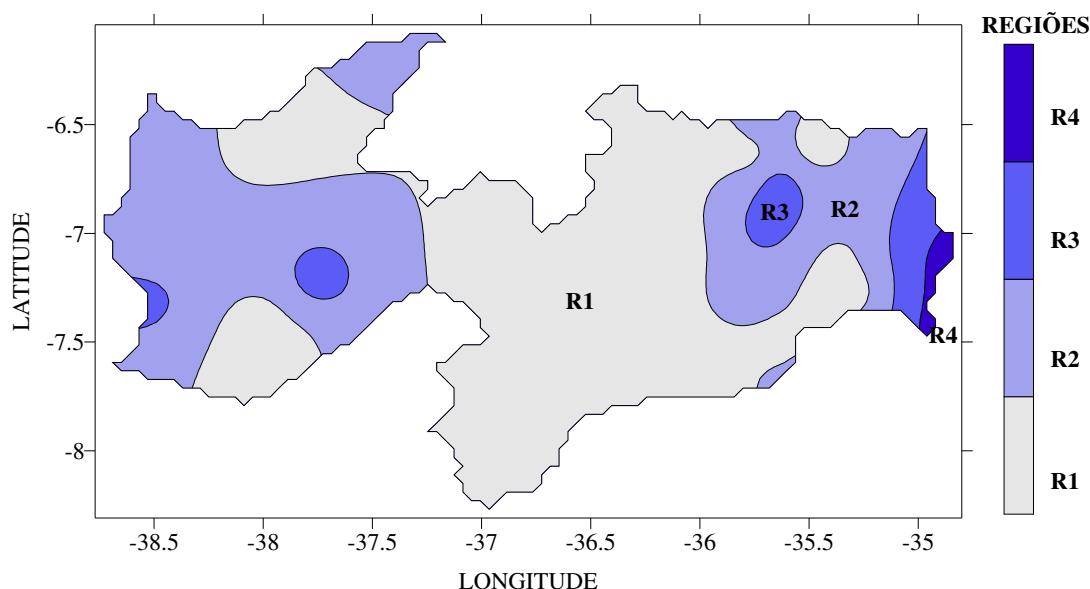 REGIÕES
R4
R3
R2
R1
LATITUDE
-6.5
-7
-7.5
-8
R3
R2
R1
R4
-38.5 -38 -37.5 -37 -36.5 -36 -35.5 -35
LONGITUDE